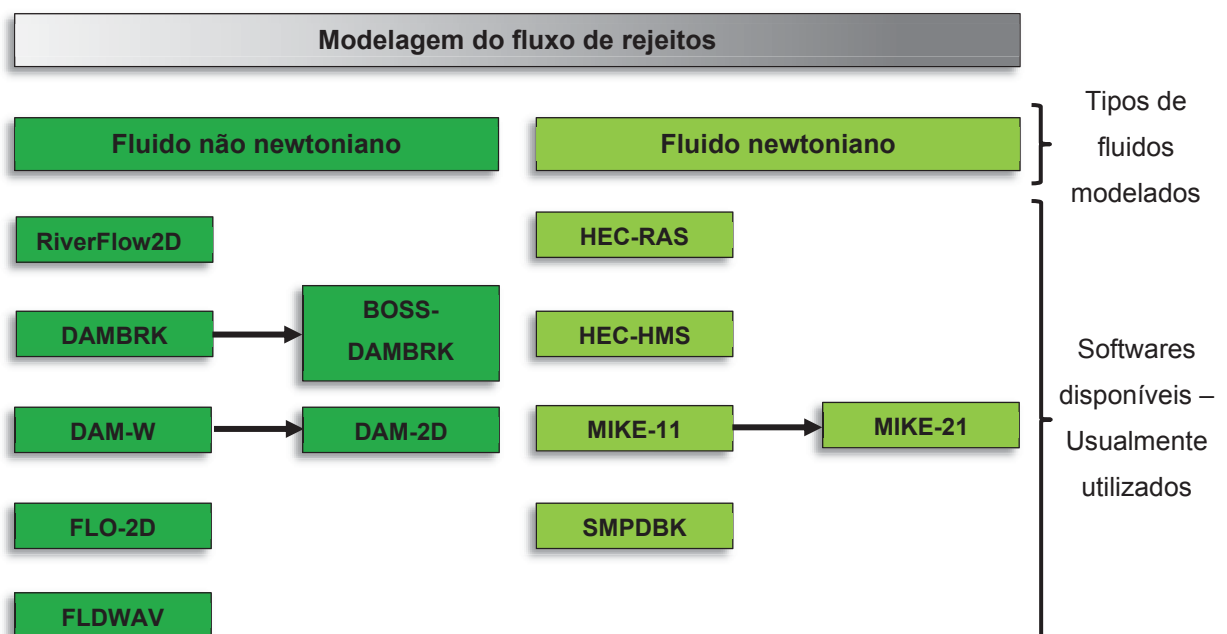 Modelagem do fluxo de rejeitos
Fluido não newtoniano
Fluido newtoniano
Tipos de
fluidos
modelados
RiverFlow2D
HEC-RAS
DAMBRK
BOSS-
DAMBRK
HEC-HMS
DAM-W
DAM-2D
MIKE-11
MIKE-21
FLO-2D
SMPDBK
FLDWAV
Softwares
disponíveis –
Usualmente
utilizados